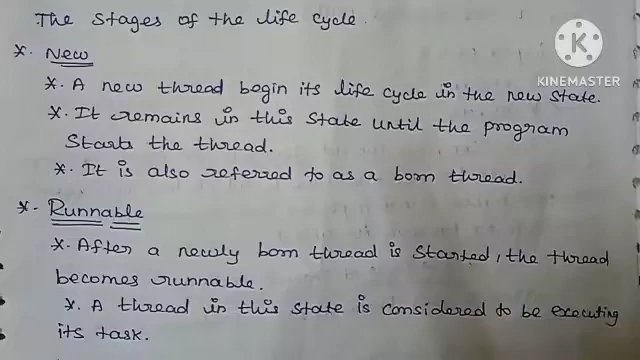 The stages of the life cycle.
*. New
*. A new thread begin its life cycle in the new state.
*. It remains in this state until the program
starts the thread.
*. It is also referred to as a born thread.
*. Runnable
*. After a newly born thread is started, the thread
becomes runnable.
*. A thread in this state is considered to be executing
its task.
K
KINEMASTER